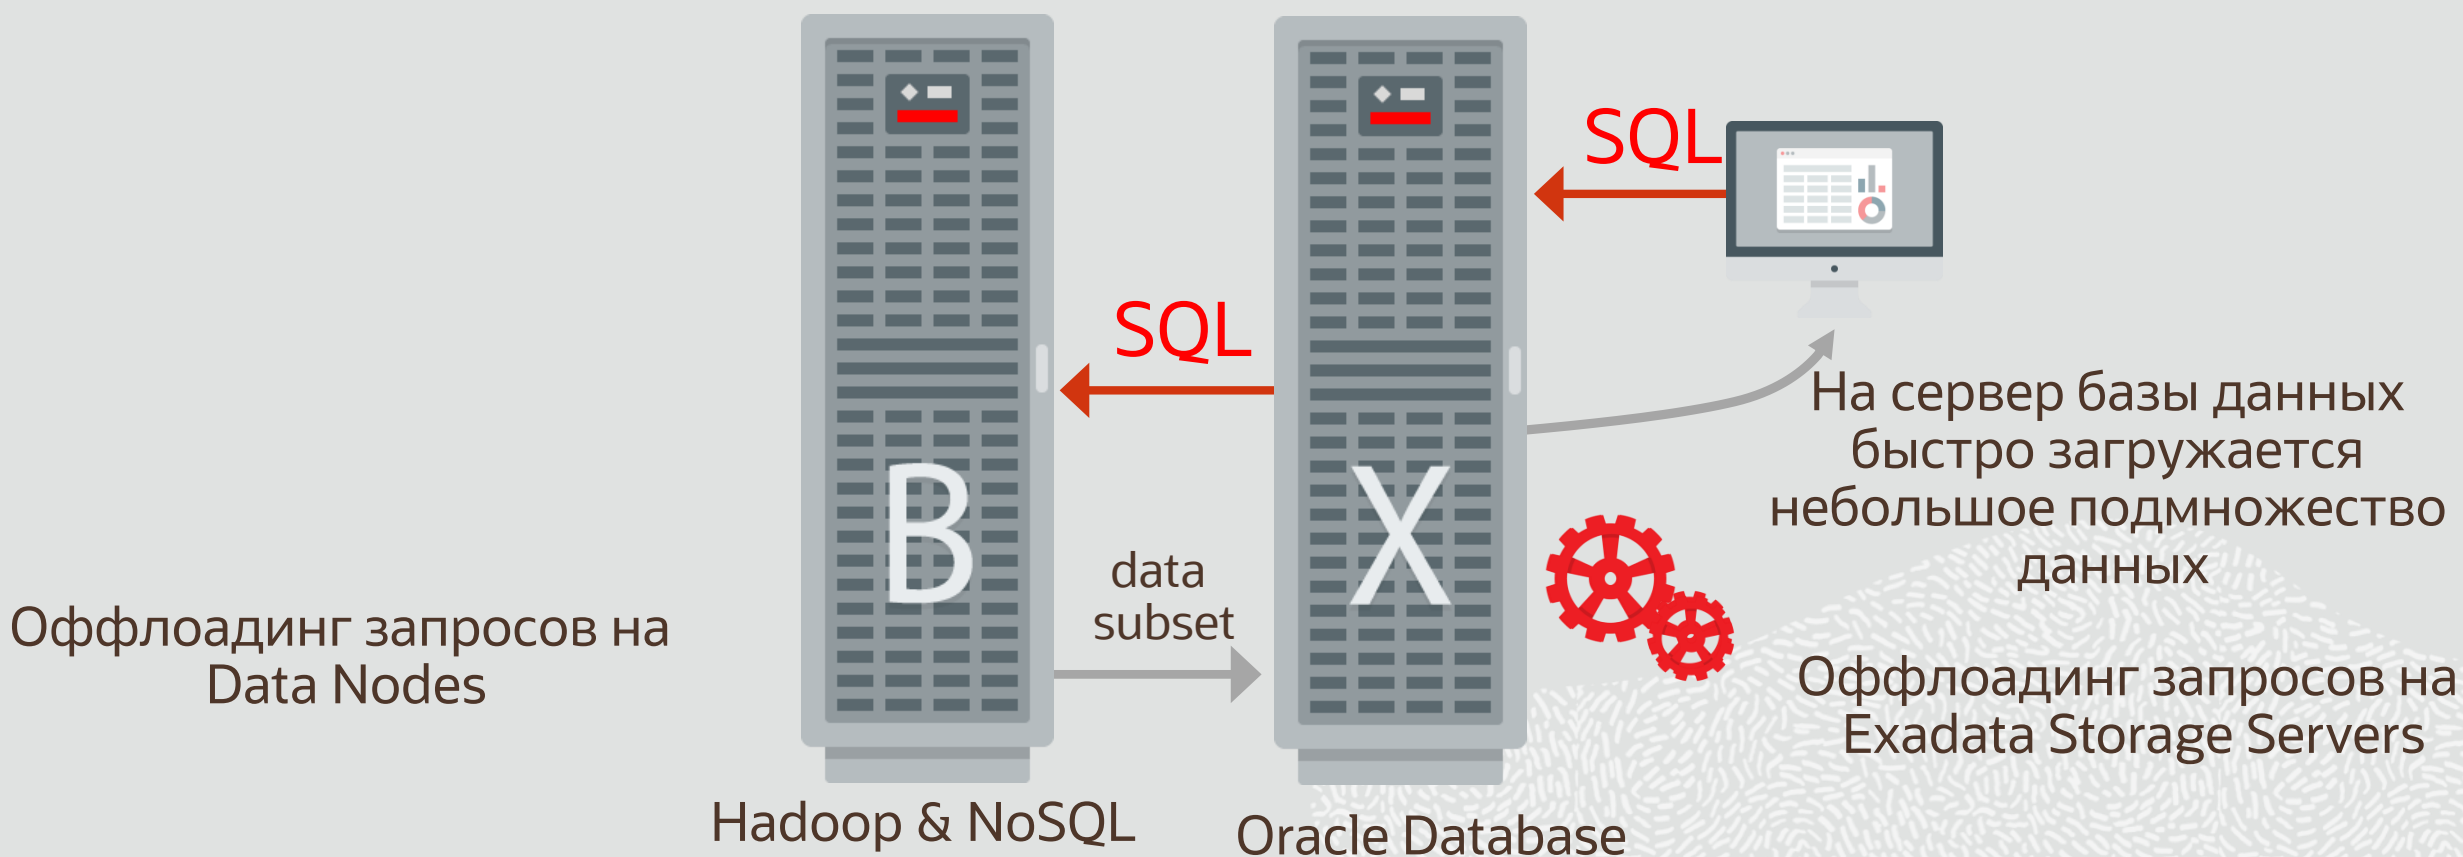 SQL
SQL
На сервер базы данных
быстро загружается
небольшое подмножество
данных
B
X
data
subset
Оффлоадинг запросов на
Data Nodes
Оффлоадинг запросов на
Exadata Storage Servers
Hadoop & NoSQL
Oracle Database